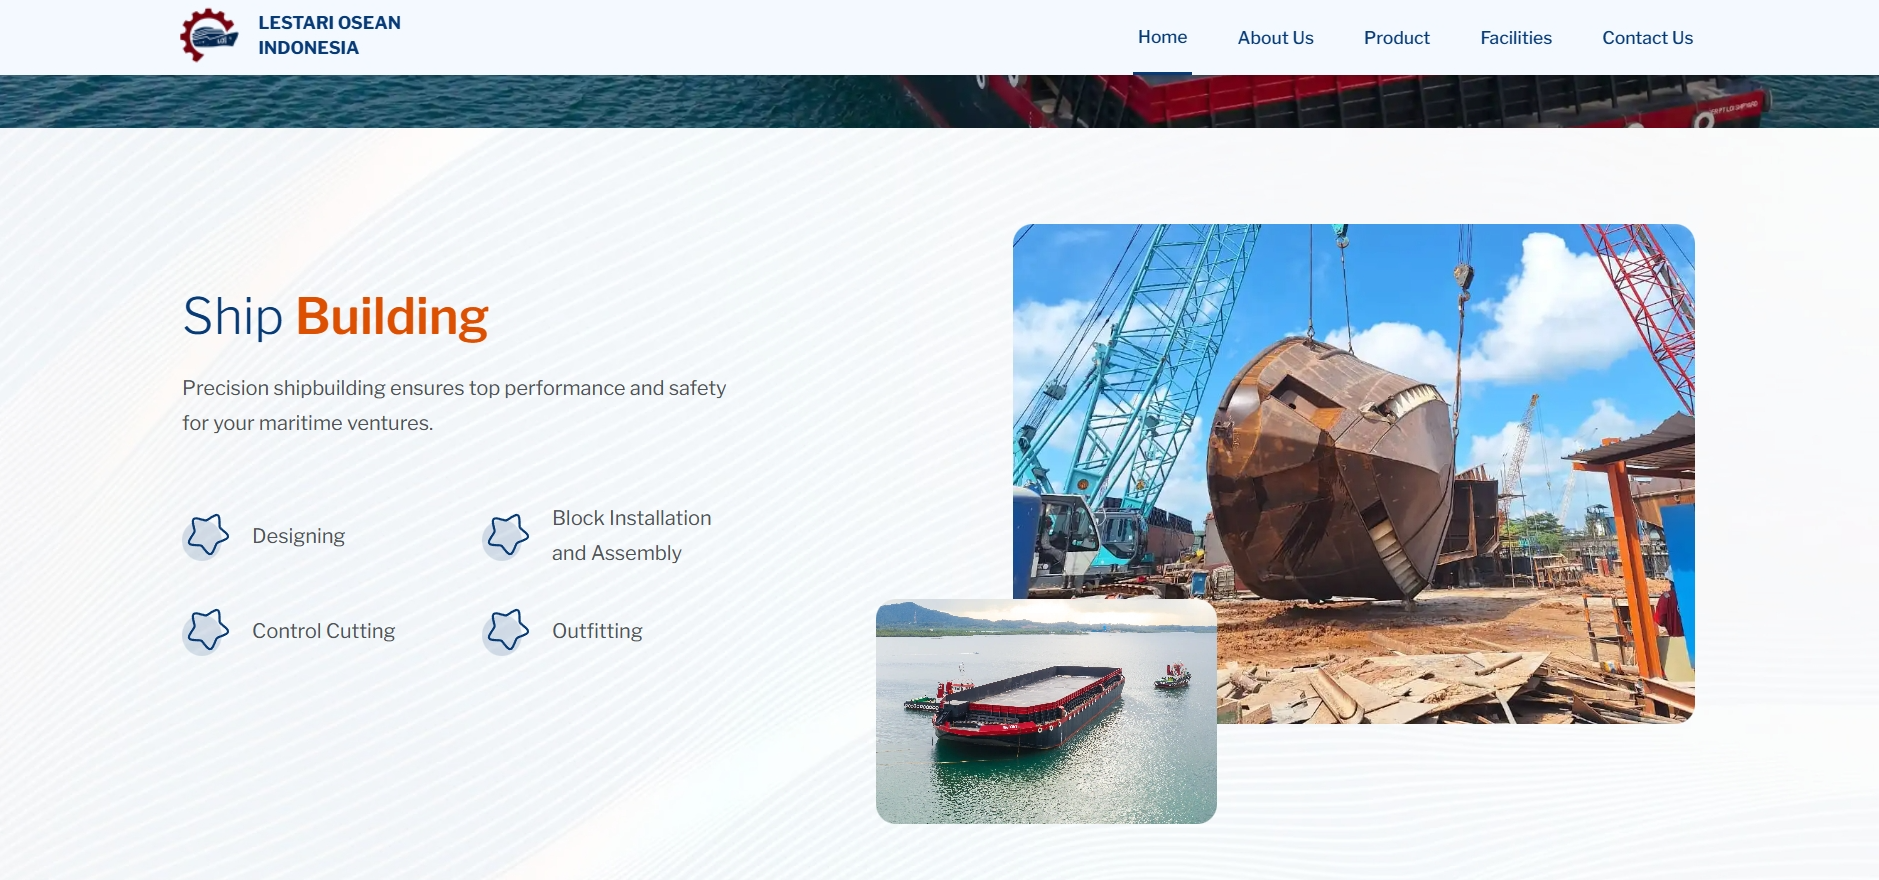 LESTARI OSEAN
INDONESIA
Home
About Us
Product
Facilities
Contact Us
Ship Building
Precision shipbuilding ensures top performance and safety
for your maritime ventures.
Designing
Block Installation
and Assembly
Control Cutting
Outfitting